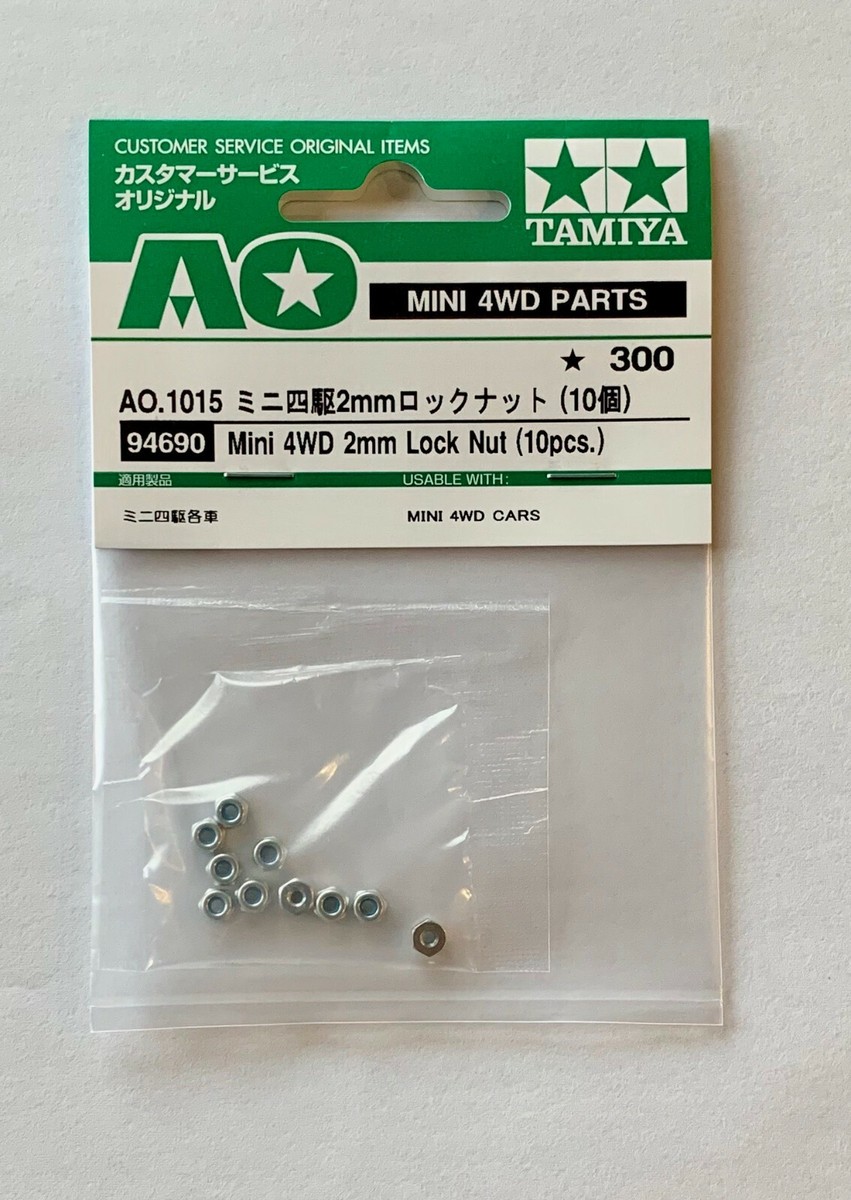 CUSTOMER SERVICE ORIGINAL ITEMS
カスタマーサービス
オリジナル
TAMIYA
AO
MINI 4WD PARTS
★ 300
AO.1015 ミニ四駆2mmロックナット (10個)
94690 Mini 4WD 2mm Lock Nut (10pcs.)
適用製品 USABLE WITH:
ミニ四駆各車 MINI 4WD CARS